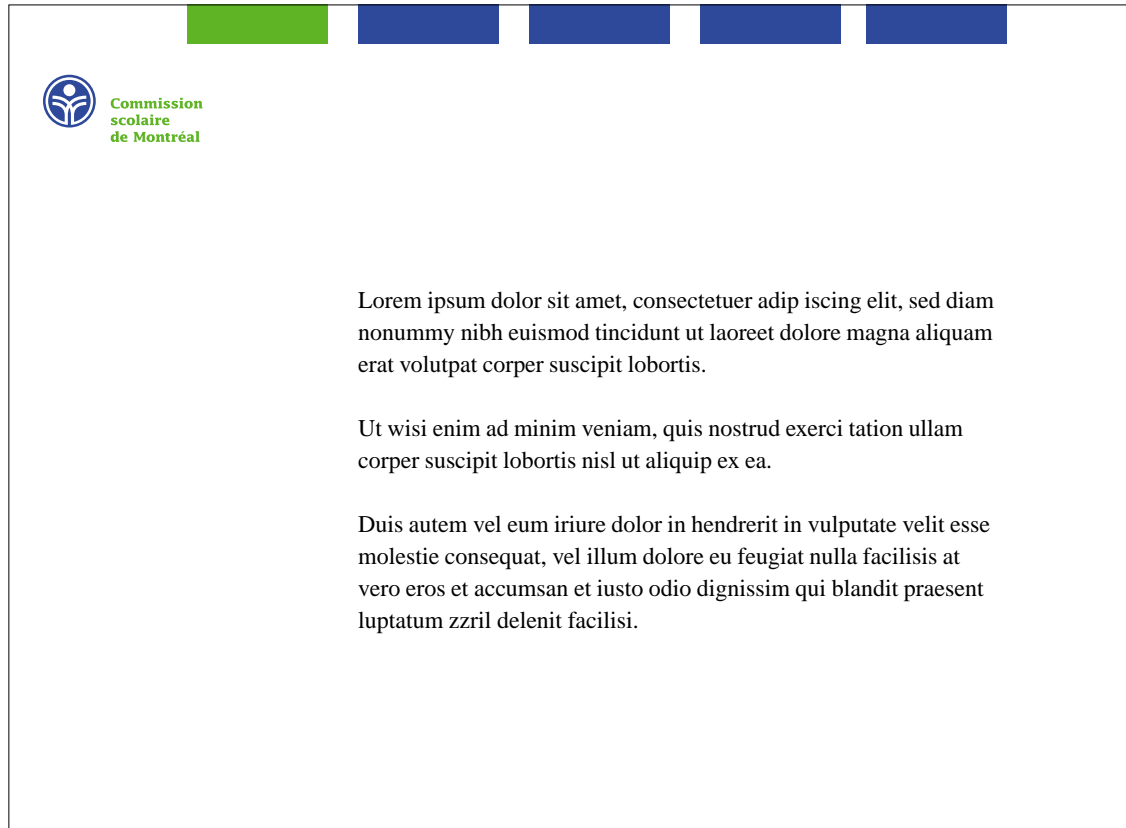 Commission
scolaire
de Montréal
Lorem ipsum dolor sit amet, consectetuer adip iscing elit, sed diam
nonummy nibh euismod tincidunt ut laoreet dolore magna aliquam
erat volutpat corper suscipit lobortis.
Ut wisi enim ad minim veniam, quis nostrud exerci tation ullam
corper suscipit lobortis nisl ut aliquip ex ea.
Duis autem vel eum iriure dolor in hendrerit in vulputate velit esse
molestie consequat, vel illum dolore eu feugiat nulla facilisis at
vero eros et accumsan et iusto odio dignissim qui blandit praesent
luptatum zzril delenit facilisi.